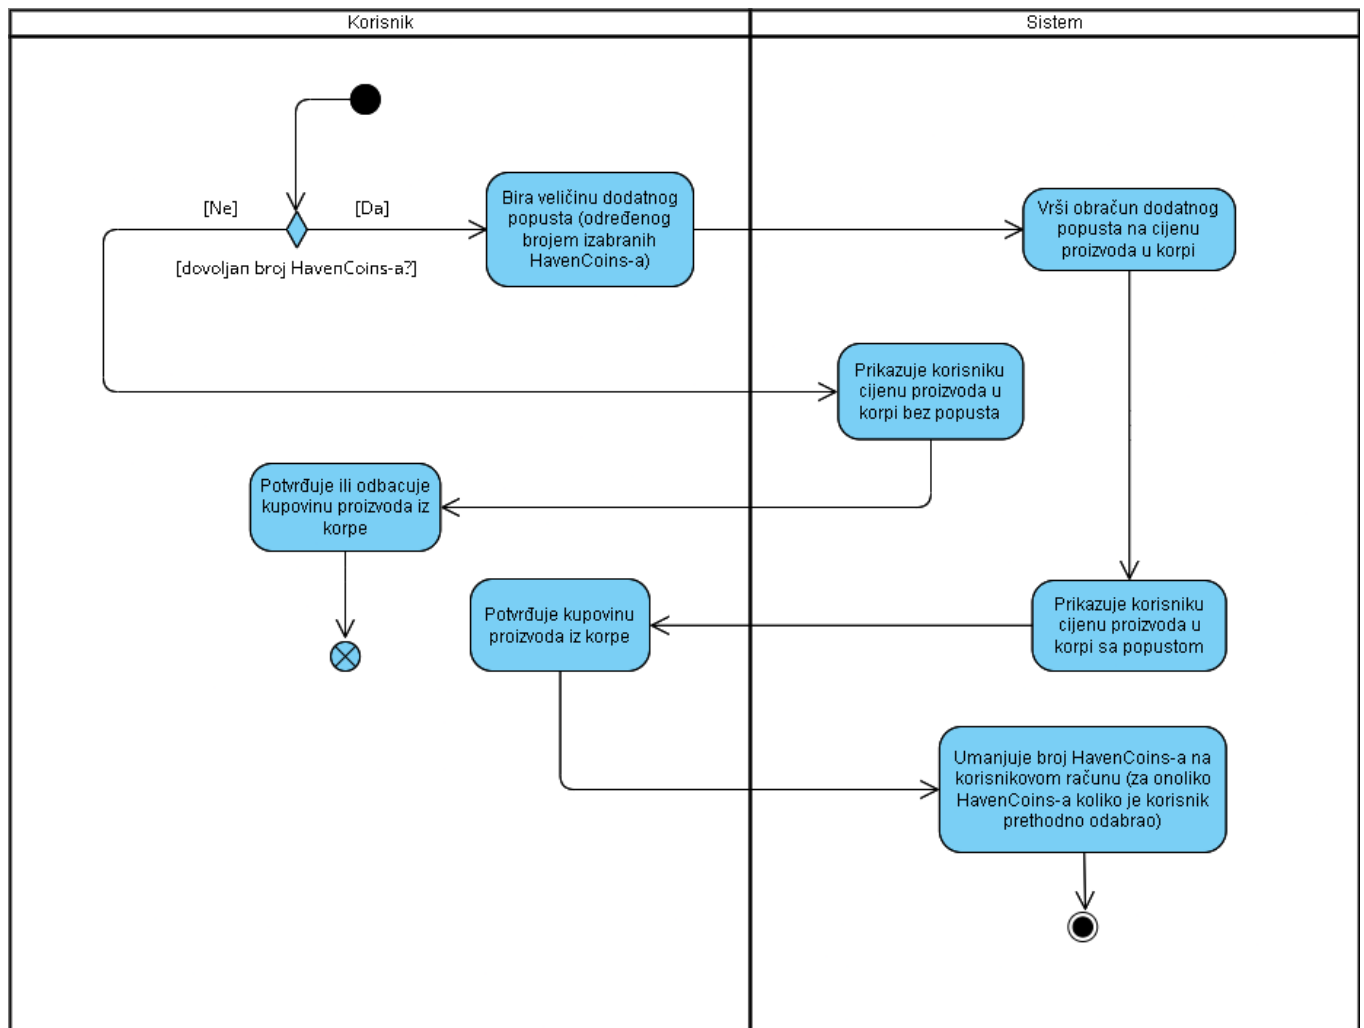 Korisnik
Sistem
[Ne]
[Da]
[dovoljan broj HavenCoins-a?]
Bira veličinu dodatnog
popusta (određenog
brojem izabranih
HavenCoins-a)
Vrši obračun dodatnog
popusta na cijenu
proizvoda u korpi
Prikazuje korisniku
cijenu proizvoda u
korpi bez popusta
Potvrđuje ili odbacuje
kupovinu proizvoda iz
korpe
Potvrđuje kupovinu
proizvoda iz korpe
Prikazuje korisniku
cijenu proizvoda u
korpi sa popustom
Umanjuje broj HavenCoins-a na
korisnikovom računu (za onoliko
HavenCoins-a koliko je korisnik
prethodno odabrao)